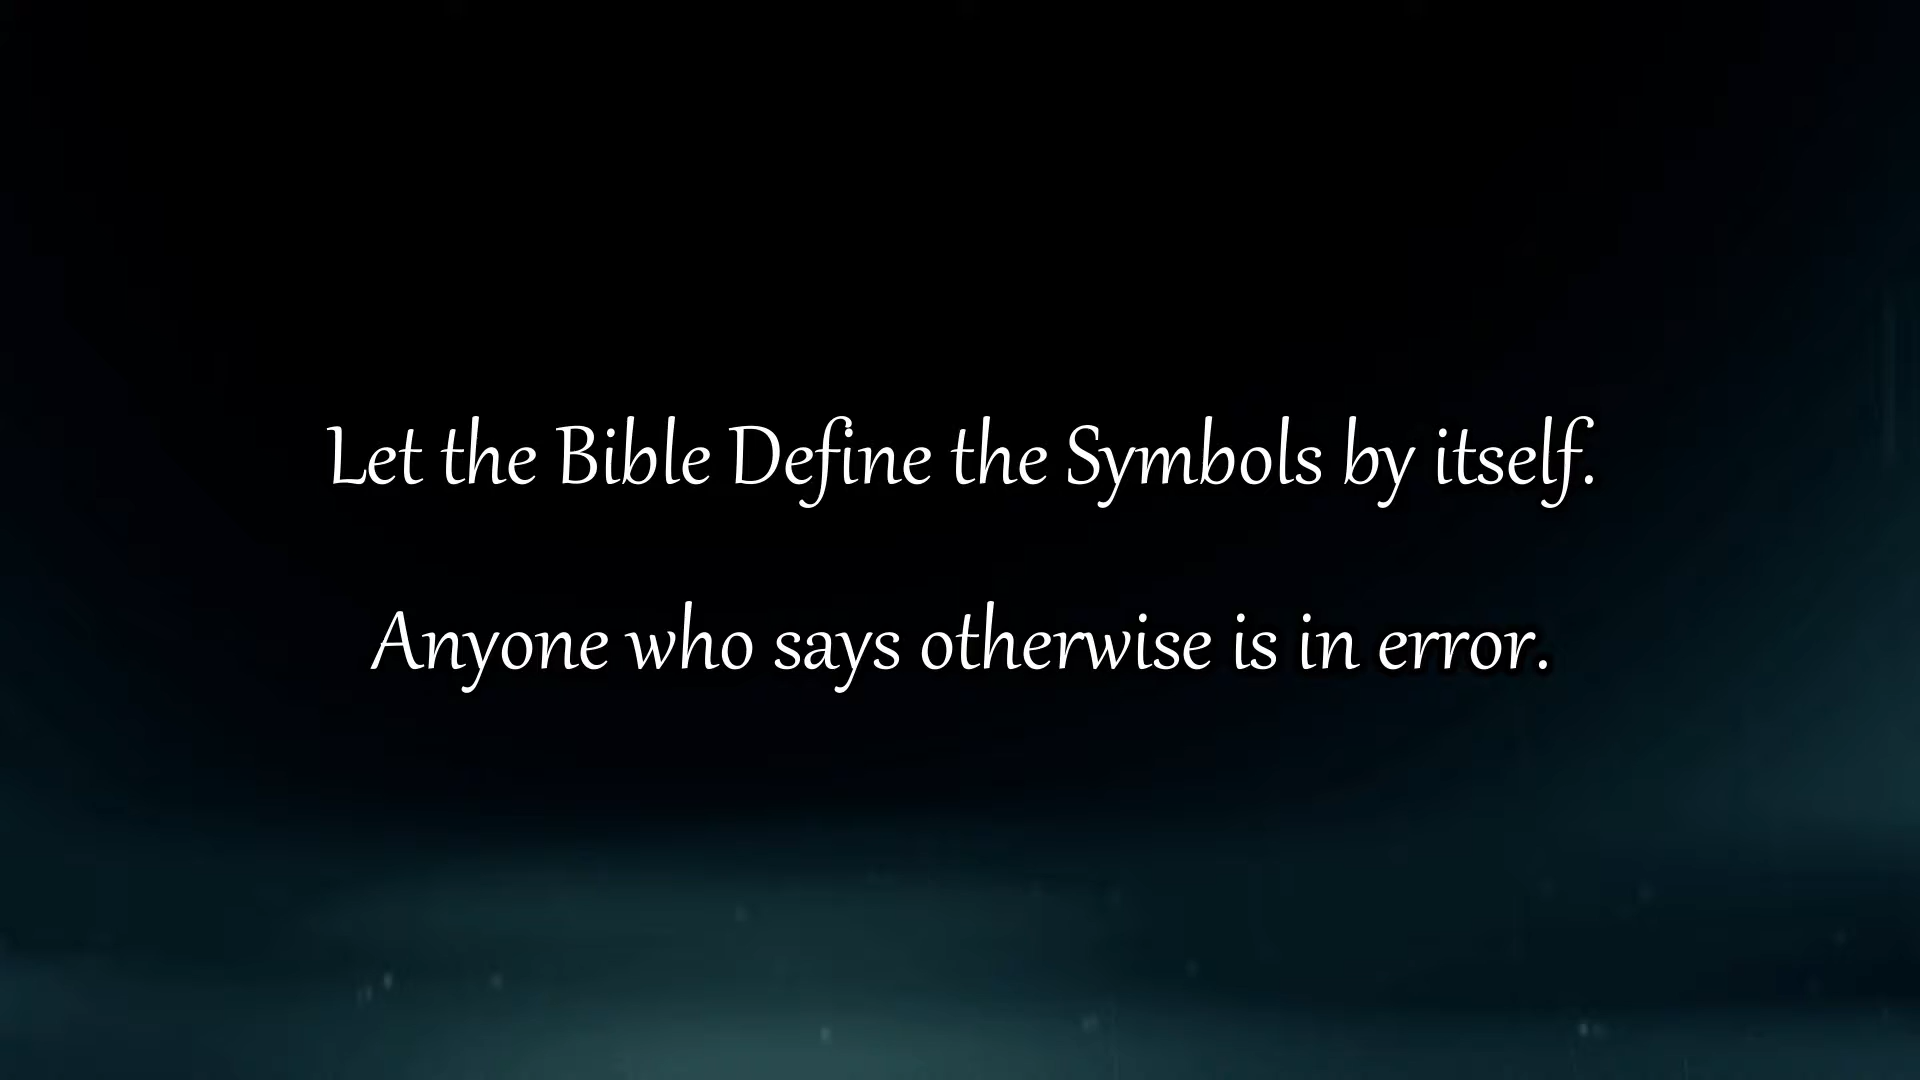 Let the Bible Define the Symbols by itself.
Anyone who says otherwise is in error.